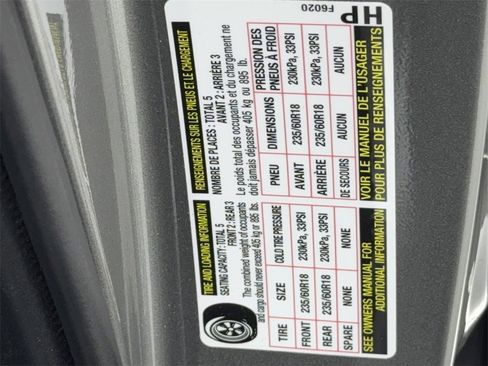 TIRE AND LOADING INFORMATION
SEATING CAPACITY: TOTAL 5
FRONT 2 : REAR 3
The combined weight of occupants
and cargo should never exceed 405 kg or 895 lbs.
TIRE SIZE COLD TIRE PRESSURE
FRONT 235/60R18 230kPa, 33PSI
REAR 235/60R18 230kPa, 33PSI
SPARE NONE NONE
SEE OWNERS MANUAL FOR
ADDITIONAL INFORMATION
RENSEIGNEMENTS SUR LES PNEUS ET LE CHARGEMENT
NOMBRE DE PLACES : TOTAL 5
AVANT 2 : ARRIÈRE 3
Le poids total des occupants et du chargement ne
doit jamais dépasser 405 kg ou 895 lb.
PNEU DIMENSIONS PRESSION DES
PNEUS À FROID
AVANT 235/60R18 230kPa, 33PSI
ARRIÈRE 235/60R18 230kPa, 33PSI
DE SECOURS AUCUN AUCUN
VOIR LE MANUEL DE L'USAGER
POUR PLUS DE RENSEIGNEMENTS
F6020
HP